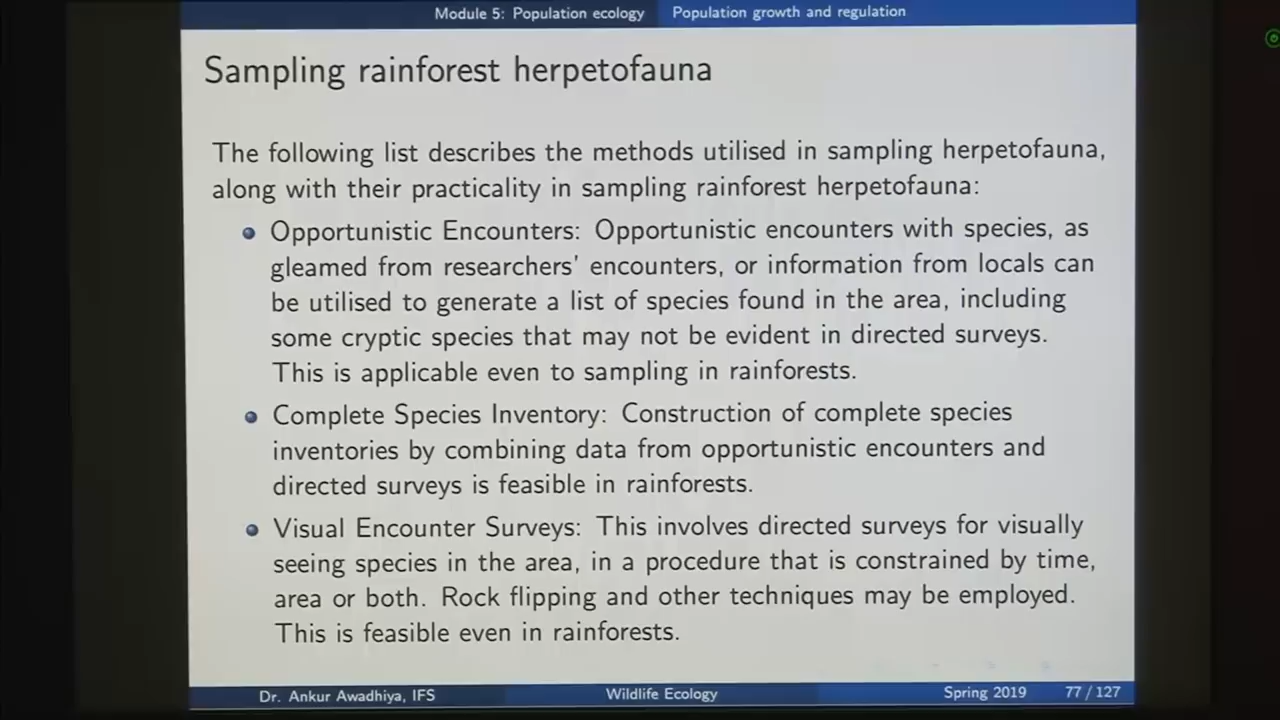 Module 5: Population ecology Population growth and regulation
Sampling rainforest herpetofauna
The following list describes the methods utilised in sampling herpetofauna,
along with their practicality in sampling rainforest herpetofauna:
Opportunistic Encounters: Opportunistic encounters with species, as
gleamed from researchers' encounters, or information from locals can
be utilised to generate a list of species found in the area, including
some cryptic species that may not be evident in directed surveys.
This is applicable even to sampling in rainforests.
Complete Species Inventory: Construction of complete species
inventories by combining data from opportunistic encounters and
directed surveys is feasible in rainforests.
Visual Encounter Surveys: This involves directed surveys for visually
seeing species in the area, in a procedure that is constrained by time,
area or both. Rock flipping and other techniques may be employed.
This is feasible even in rainforests.
Dr. Ankur Awadhiya, IFS Wildlife Ecology Spring 2019 77 / 127